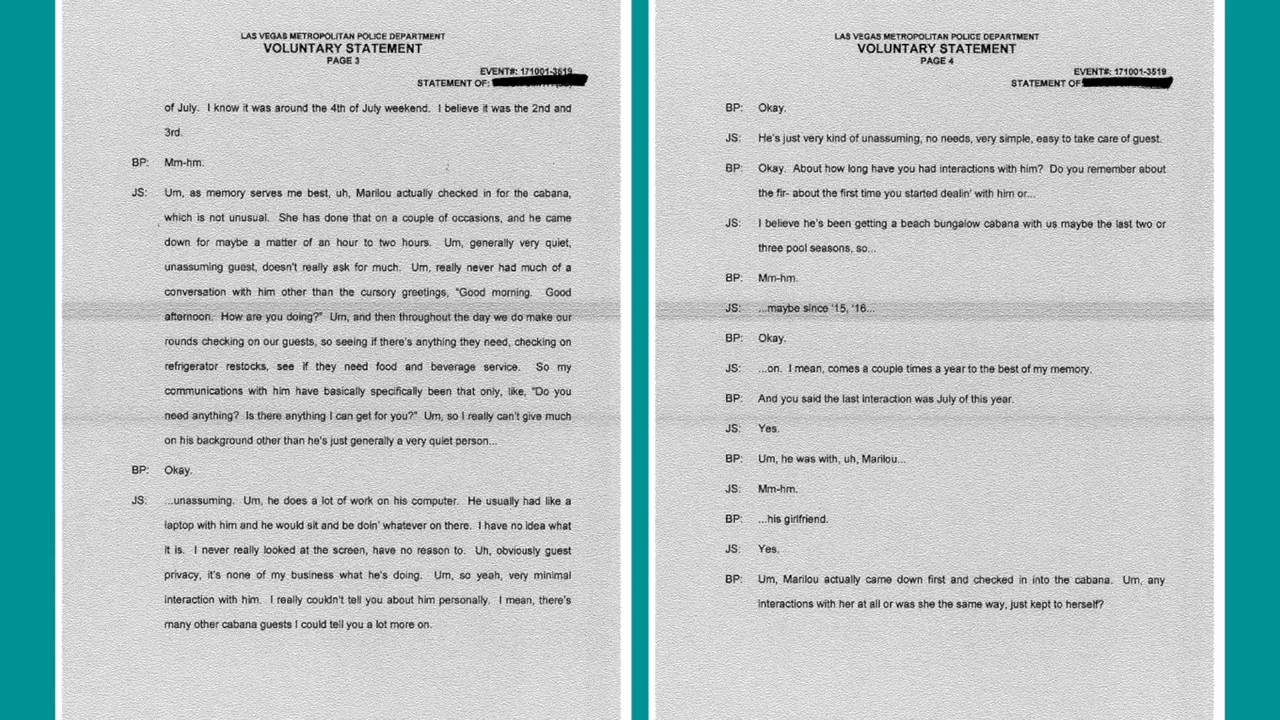 LAS VEGAS METROPOLITAN POLICE DEPARTMENT
VOLUNTARY STATEMENT
PAGE 3
EVENT#: 171001-3519
STATEMENT OF:
of July. I know it was around the 4th of July weekend. I believe it was the 2nd and
3rd.
BP: Mm-hm.
JS: Um, as memory serves me best, uh, Marilou actually checked in for the cabana,
which is not unusual. She has done that on a couple of occasions, and he came
down for maybe a matter of an hour to two hours. Um, generally very quiet,
unassuming guest, doesn't really ask for much. Um, really never had much of a
conversation with him other than the cursory greetings, "Good morning. Good
afternoon. How are you doing?" Um, and then throughout the day we do make our
rounds checking on our guests, so seeing if there's anything they need, checking on
refrigerator restocks, see if they need food and beverage service. So my
communications with him have basically specifically been that only, like, "Do you
need anything? Is there anything I can get for you?" Um, so I really can't give much
on his background other than he's just generally a very quiet person...
BP: Okay.
JS: ...unassuming. Um, he does a lot of work on his computer. He usually had like a
laptop with him and he would sit and be doin' whatever on there. I have no idea what
it is. I never really looked at the screen, have no reason to. Uh, obviously guest
privacy, it's none of my business what he's doing. Um, so yeah, very minimal
interaction with him. I really couldn't tell you about him personally. I mean, there's
many other cabana guests I could tell you a lot more on.
LAS VEGAS METROPOLITAN POLICE DEPARTMENT
VOLUNTARY STATEMENT
PAGE 4
EVENT#: 171001-3519
STATEMENT OF:
BP: Okay.
JS: He's just very kind of unassuming, no needs, very simple, easy to take care of guest.
BP: Okay. About how long have you had interactions with him? Do you remember about
the fir- about the first time you started dealin' with him or...
JS: I believe he's been getting a beach bungalow cabana with us maybe the last two or
three pool seasons, so...
BP: Mm-hm.
JS: ...maybe since '15, '16...
BP: Okay.
JS: ...on. I mean, comes a couple times a year to the best of my memory.
BP: And you said the last interaction was July of this year.
JS: Yes.
BP: Um, he was with, uh, Marilou...
JS: Mm-hm.
BP: ...his girlfriend.
JS: Yes.
BP: Um, Marilou actually came down first and checked in into the cabana. Um, any
interactions with her at all or was she the same way, just kept to herself?